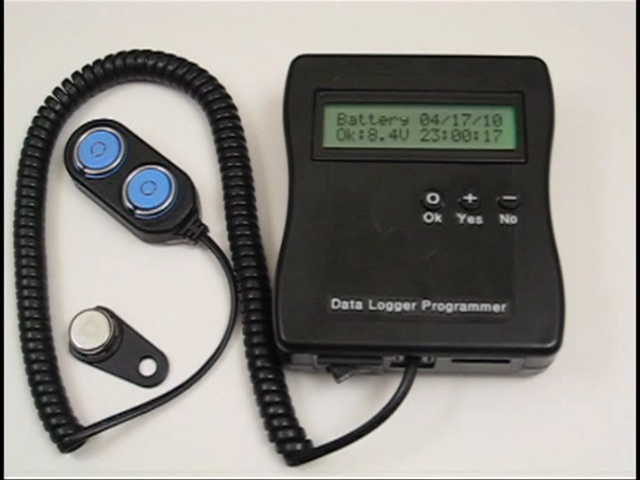 Battery 04/17/10
Ok:8.4V 23:00:17
O + −
Ok Yes No
Data Logger Programmer